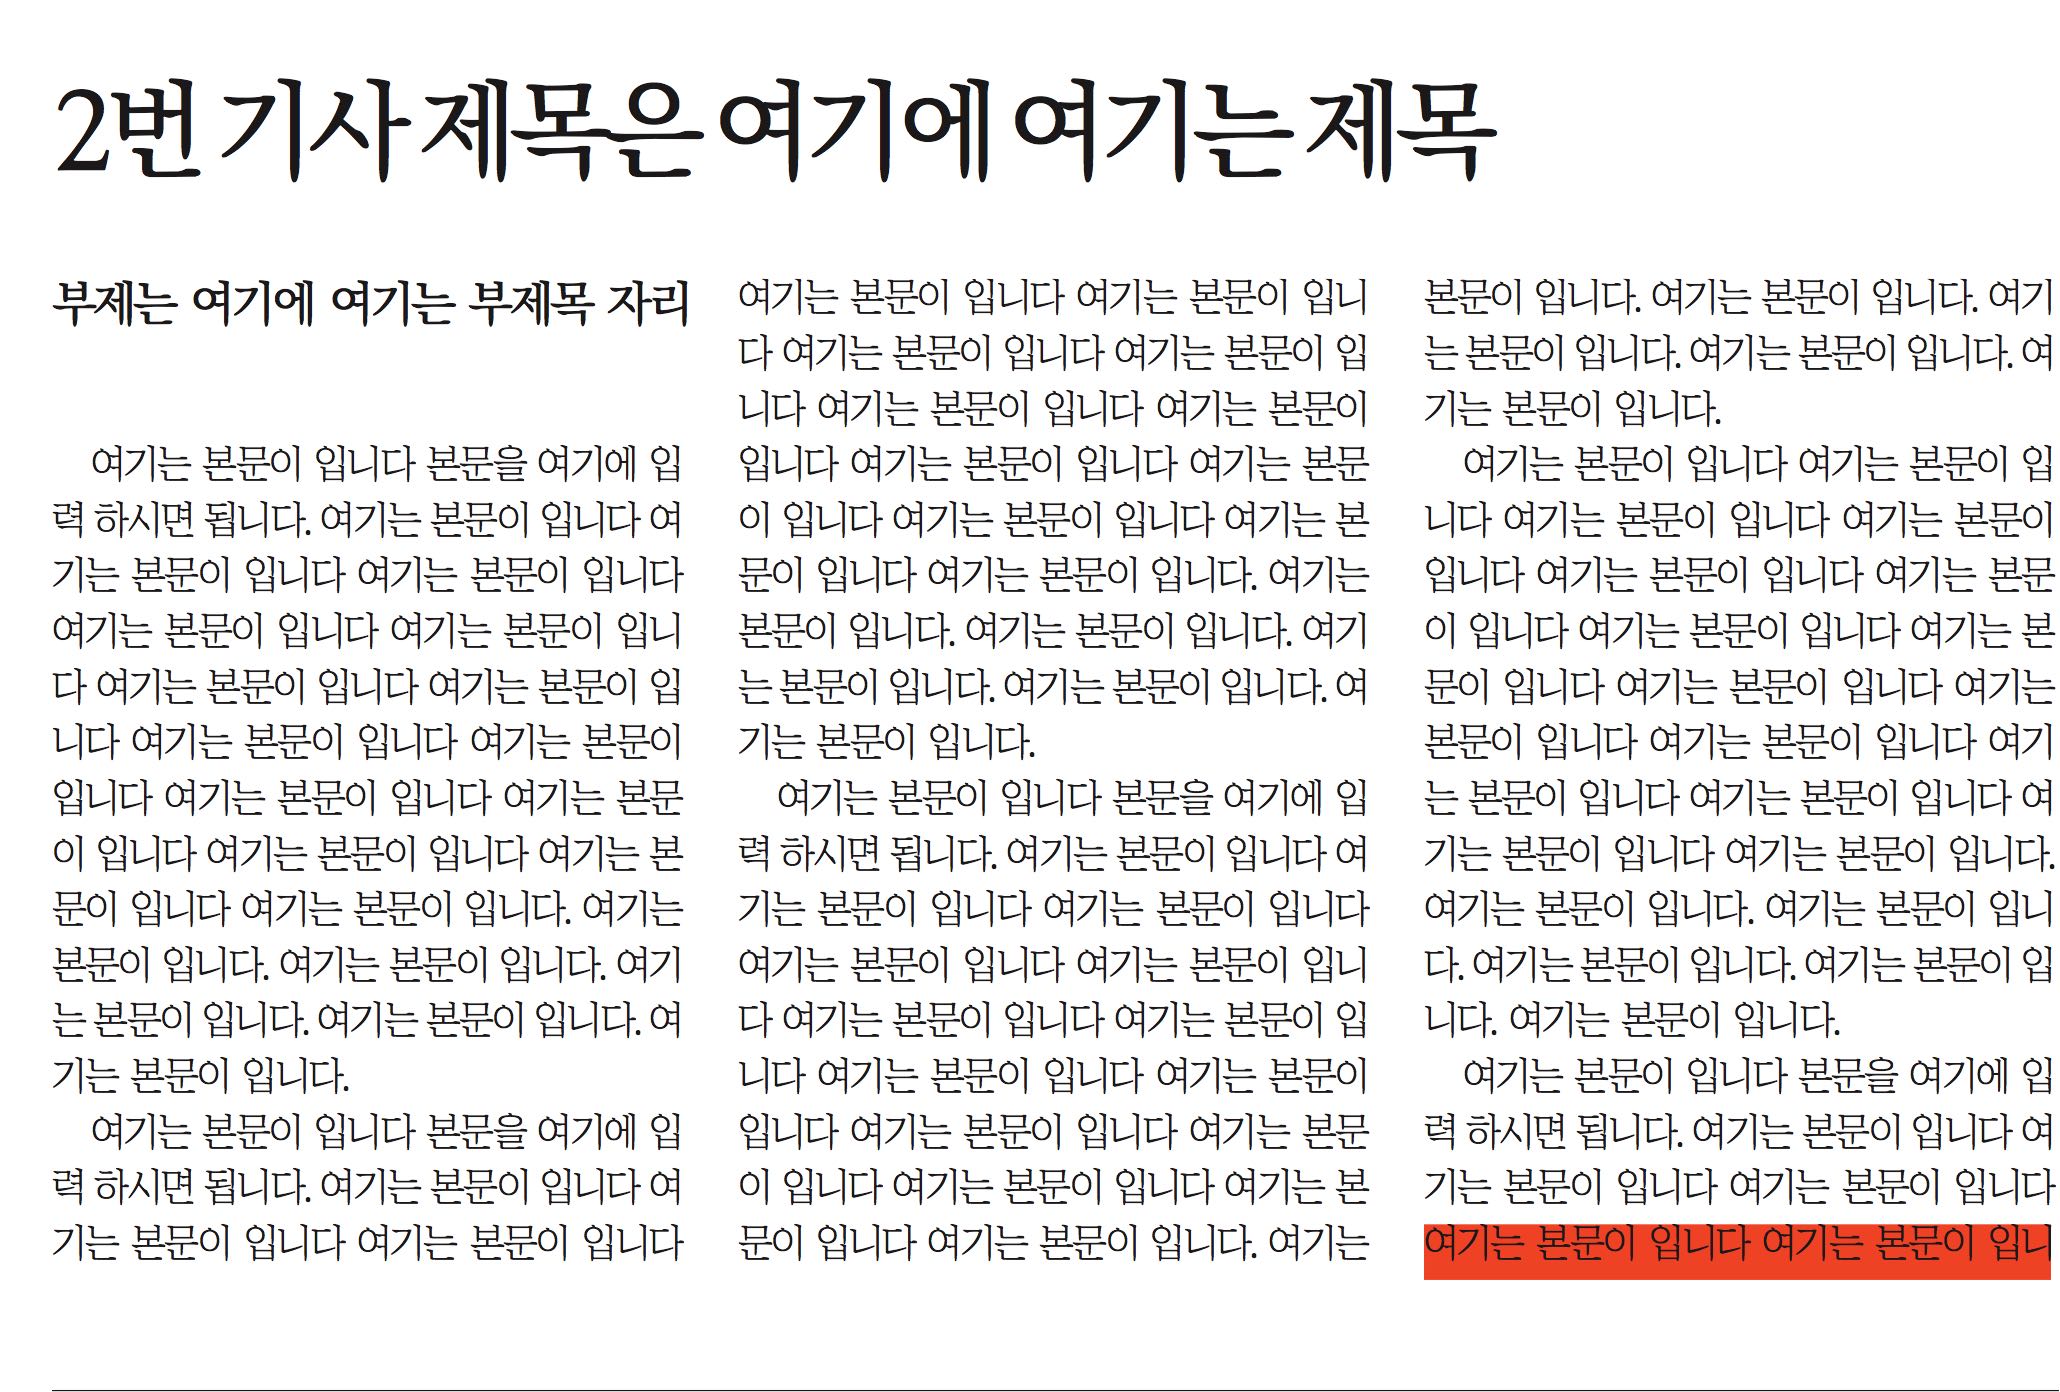 2번 기사 제목은 여기에 여기는 제목
부제는 여기에 여기는 부제목 자리
여기는 본문이 입니다 본문을 여기에 입
력 하시면 됩니다. 여기는 본문이 입니다 여
기는 본문이 입니다 여기는 본문이 입니다
여기는 본문이 입니다 여기는 본문이 입니
다 여기는 본문이 입니다 여기는 본문이 입
니다 여기는 본문이 입니다 여기는 본문이
입니다 여기는 본문이 입니다 여기는 본문
이 입니다 여기는 본문이 입니다 여기는 본
문이 입니다 여기는 본문이 입니다. 여기는
본문이 입니다. 여기는 본문이 입니다. 여기
는 본문이 입니다. 여기는 본문이 입니다. 여
기는 본문이 입니다.
여기는 본문이 입니다 본문을 여기에 입
력 하시면 됩니다. 여기는 본문이 입니다 여
기는 본문이 입니다 여기는 본문이 입니다
여기는 본문이 입니다 여기는 본문이 입니
다 여기는 본문이 입니다 여기는 본문이 입
니다 여기는 본문이 입니다 여기는 본문이
입니다 여기는 본문이 입니다 여기는 본문
이 입니다 여기는 본문이 입니다 여기는 본
문이 입니다 여기는 본문이 입니다. 여기는
본문이 입니다. 여기는 본문이 입니다. 여기
는 본문이 입니다. 여기는 본문이 입니다. 여
기는 본문이 입니다.
여기는 본문이 입니다 본문을 여기에 입
력 하시면 됩니다. 여기는 본문이 입니다 여
기는 본문이 입니다 여기는 본문이 입니다
여기는 본문이 입니다 여기는 본문이 입니
다 여기는 본문이 입니다 여기는 본문이 입
니다 여기는 본문이 입니다 여기는 본문이
입니다 여기는 본문이 입니다 여기는 본문
이 입니다 여기는 본문이 입니다 여기는 본
문이 입니다 여기는 본문이 입니다. 여기는
본문이 입니다. 여기는 본문이 입니다. 여기
는 본문이 입니다. 여기는 본문이 입니다. 여
기는 본문이 입니다.
여기는 본문이 입니다 여기는 본문이 입
니다 여기는 본문이 입니다 여기는 본문이
입니다 여기는 본문이 입니다 여기는 본문
이 입니다 여기는 본문이 입니다 여기는 본
문이 입니다 여기는 본문이 입니다 여기는
본문이 입니다 여기는 본문이 입니다 여기
는 본문이 입니다 여기는 본문이 입니다 여
기는 본문이 입니다 여기는 본문이 입니다.
여기는 본문이 입니다. 여기는 본문이 입니
다. 여기는 본문이 입니다. 여기는 본문이 입
니다. 여기는 본문이 입니다.
여기는 본문이 입니다 본문을 여기에 입
력 하시면 됩니다. 여기는 본문이 입니다 여
기는 본문이 입니다 여기는 본문이 입니다
여기는 본문이 입니다 여기는 본문이 입니